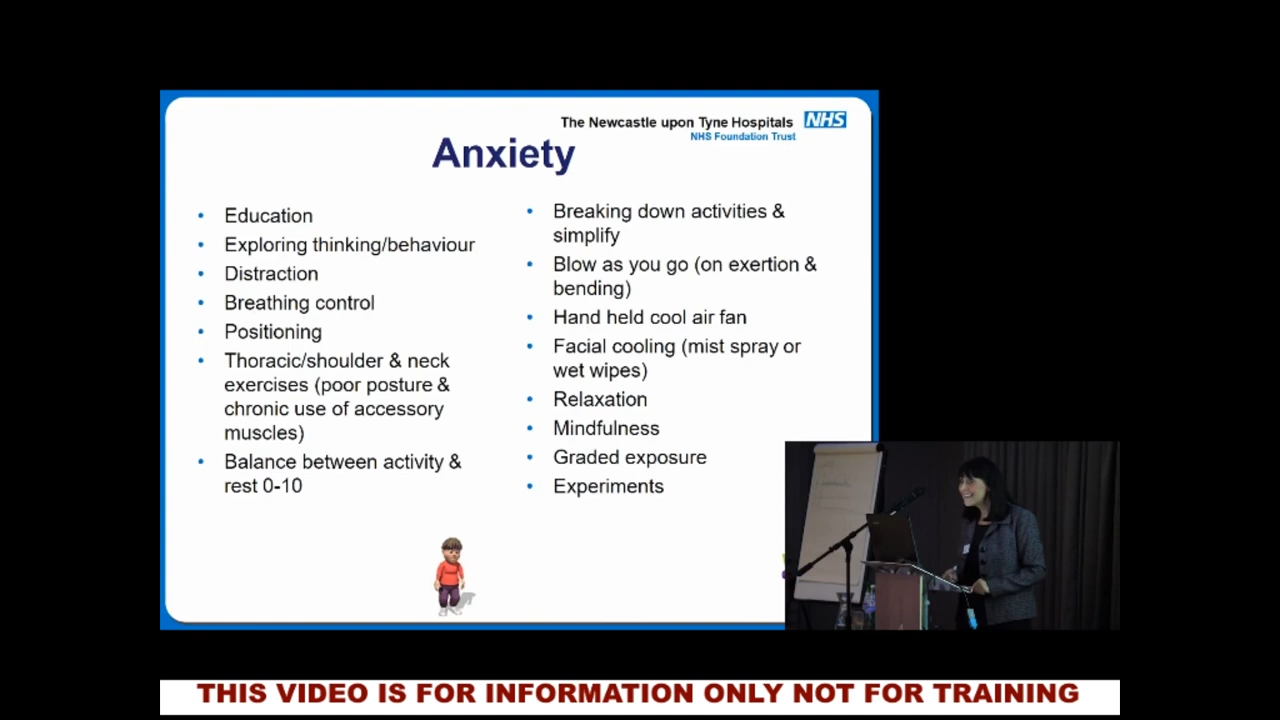 The Newcastle upon Tyne Hospitals NHS
NHS Foundation Trust
Anxiety
• Education
• Exploring thinking/behaviour
• Distraction
• Breathing control
• Positioning
• Thoracic/shoulder & neck
exercises (poor posture &
chronic use of accessory
muscles)
• Balance between activity &
rest 0-10
• Breaking down activities &
simplify
• Blow as you go (on exertion &
bending)
• Hand held cool air fan
• Facial cooling (mist spray or
wet wipes)
• Relaxation
• Mindfulness
• Graded exposure
• Experiments
THIS VIDEO IS FOR INFORMATION ONLY NOT FOR TRAINING